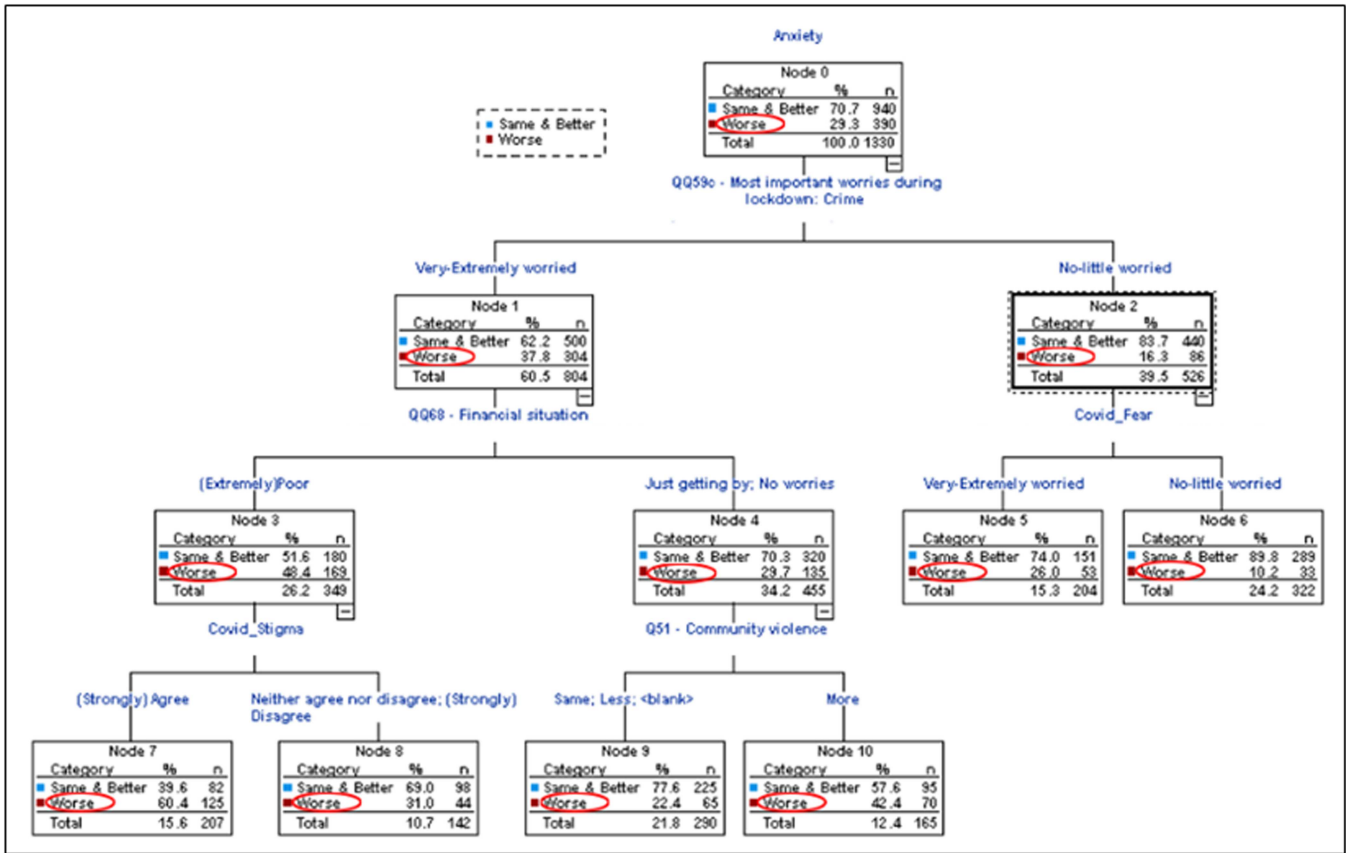 Anxiety
Same & Better
Worse
Node 0
Category % n
Same & Better 70.7 940
Worse 29.3 390
Total 100.0 1330
QQ59c - Most important worries during
lockdown: Crime
Very-Extremely worried
No-little worried
Node 1
Category % n
Same & Better 62.2 500
Worse 37.8 304
Total 60.5 804
Node 2
Category % n
Same & Better 83.7 440
Worse 16.3 86
Total 39.5 526
QQ68 - Financial situation
Covid_Fear
(Extremely)Poor
Just getting by; No worries
Very-Extremely worried
No-little worried
Node 3
Category % n
Same & Better 51.6 180
Worse 48.4 169
Total 26.2 349
Node 4
Category % n
Same & Better 70.3 320
Worse 29.7 135
Total 34.2 455
Node 5
Category % n
Same & Better 74.0 151
Worse 26.0 53
Total 15.3 204
Node 6
Category % n
Same & Better 89.8 289
Worse 10.2 33
Total 24.2 322
Covid_Stigma
Q51 - Community violence
(Strongly) Agree
Neither agree nor disagree; (Strongly)
Disagree
Same; Less; <blank>
More
Node 7
Category % n
Same & Better 39.6 82
Worse 60.4 125
Total 15.6 207
Node 8
Category % n
Same & Better 69.0 98
Worse 31.0 44
Total 10.7 142
Node 9
Category % n
Same & Better 77.6 225
Worse 22.4 65
Total 21.8 290
Node 10
Category % n
Same & Better 57.6 95
Worse 42.4 70
Total 12.4 165